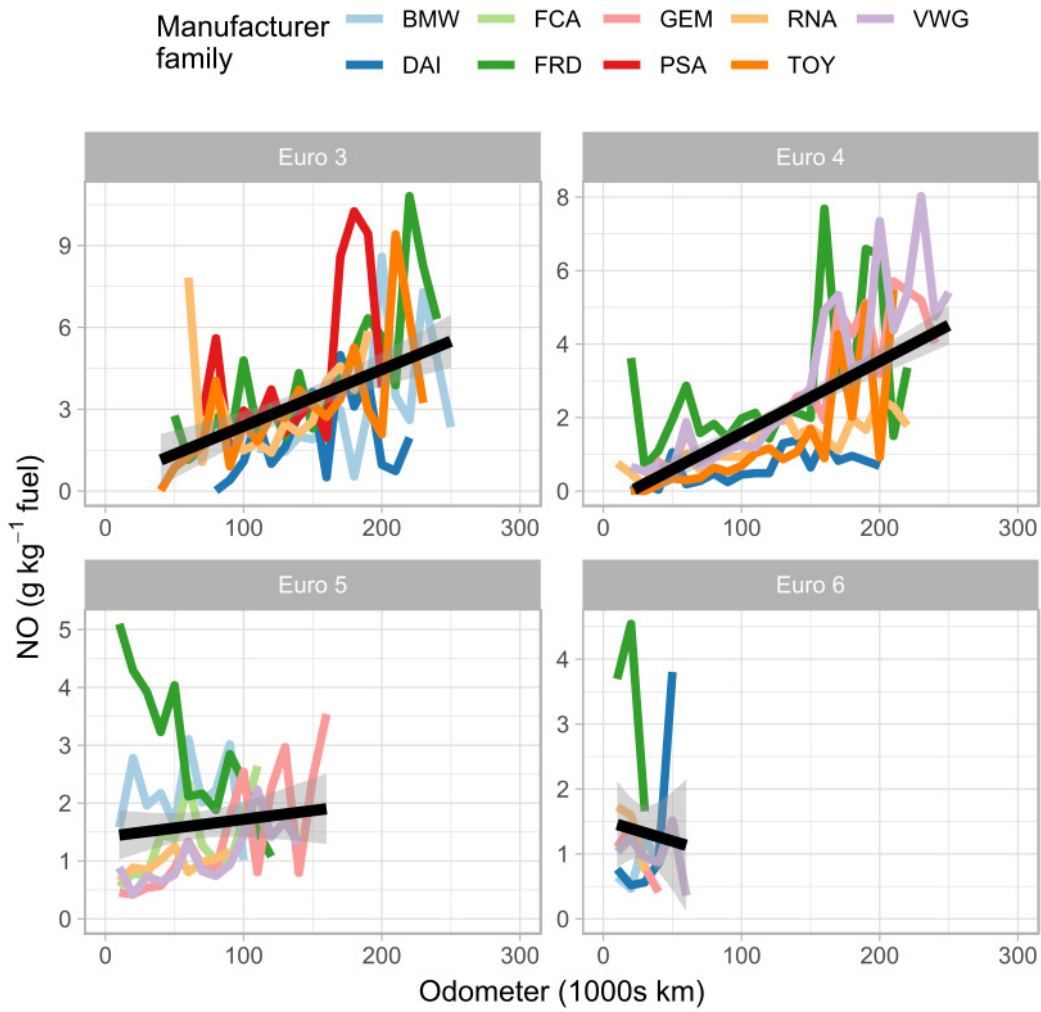 Manufacturer
family
BMW FCA GEM RNA VWG
DAI FRD PSA TOY
Euro 3
9
6
3
0
0 100 200 300
Euro 4
8
6
4
2
0
0 100 200 300
Euro 5
5
4
3
2
1
0
0 100 200 300
Euro 6
4
3
2
1
0
0 100 200 300
NO (g kg⁻¹ fuel)
Odometer (1000s km)